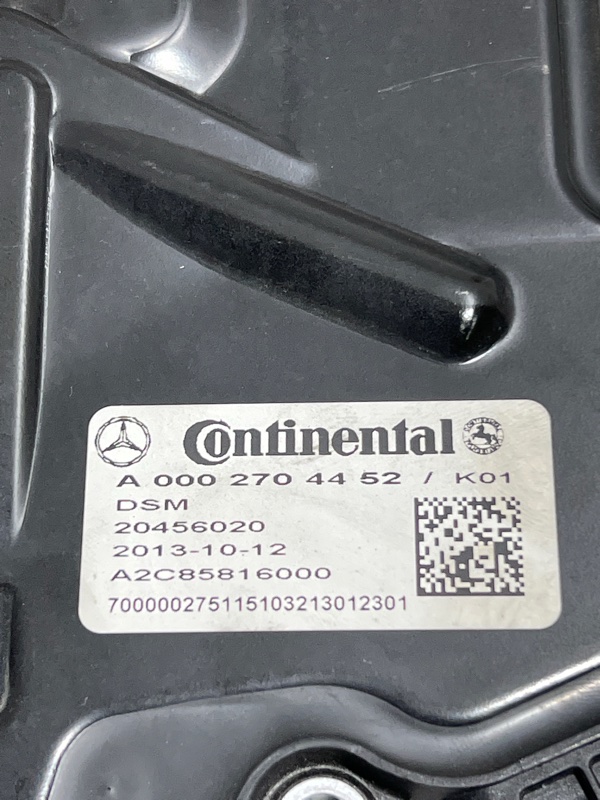 Continental
A 000 270 44 52 / K01
DSM
20456020
2013-10-12
A2C85816000
700000275115103213012301